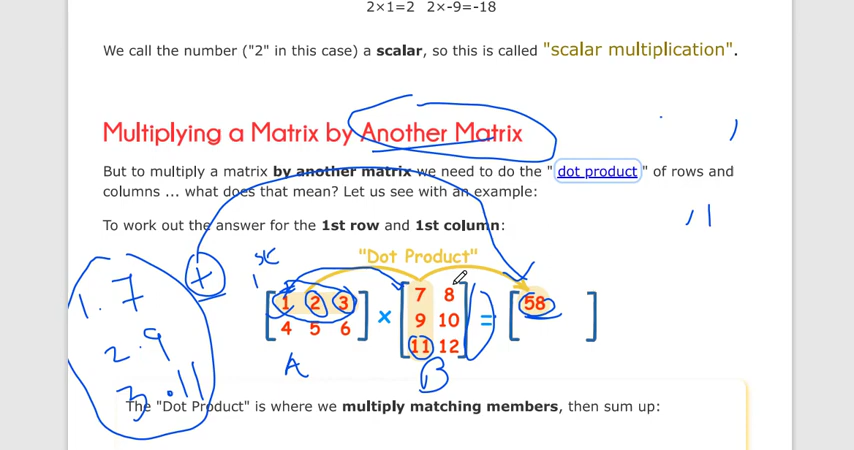 2×1=2 2×-9=-18
We call the number ("2" in this case) a scalar, so this is called "scalar multiplication".
Multiplying a Matrix by Another Matrix
But to multiply a matrix by another matrix we need to do the "dot product" of rows and
columns ... what does that mean? Let us see with an example:
To work out the answer for the 1st row and 1st column:
"Dot Product"
1 2 3 × 7 8 = 58
4 5 6 9 10
11 12
A B
+
1. 7
2.9
3.11
The "Dot Product" is where we multiply matching members, then sum up: